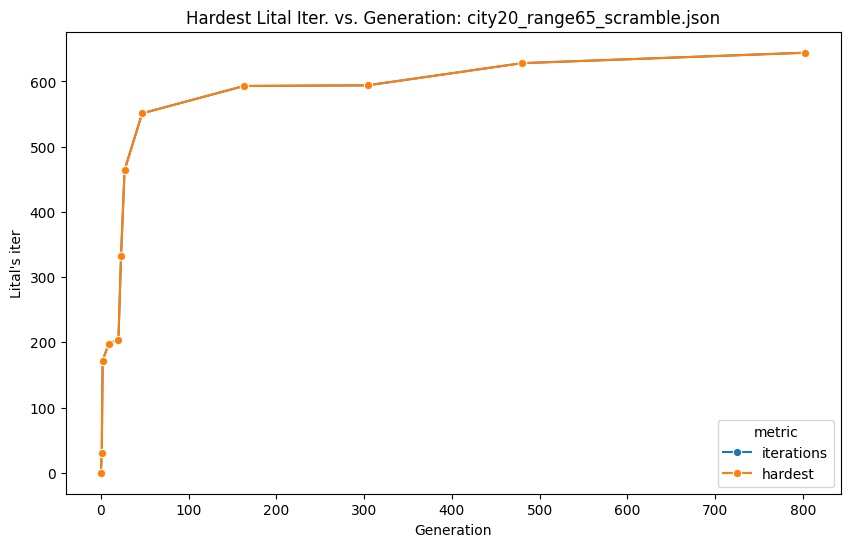 Hardest Lital Iter. vs. Generation: city20_range65_scramble.json
600
500
400
300
200
100
0
Lital's iter
0 100 200 300 400 500 600 700 800
Generation
metric
iterations
hardest